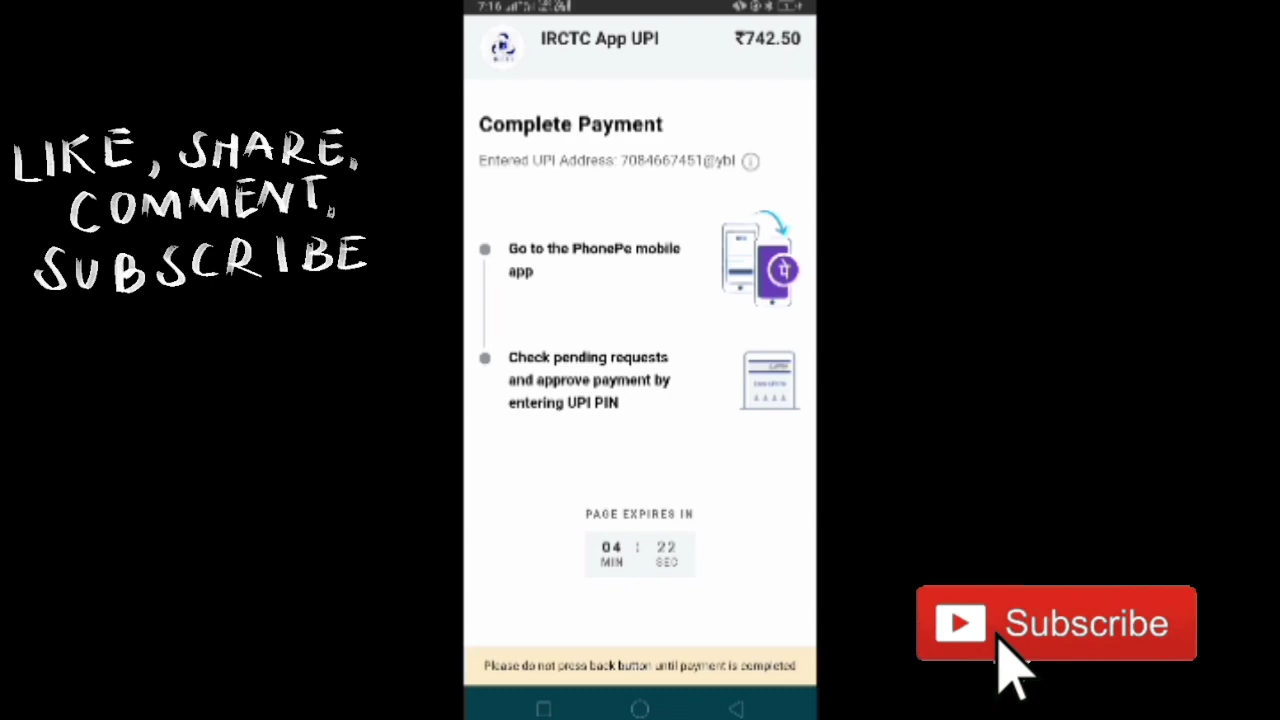 7:16
IRCTC App UPI
₹742.50
LIKE, SHARE,
COMMENT,
SUBSCRIBE
Complete Payment
Entered UPI Address: 7084667451@ybl
Go to the PhonePe mobile
app
पे
Check pending requests
and approve payment by
entering UPI PIN
PAGE EXPIRES IN
04 : 22
MIN SEC
Subscribe
Please do not press back button until payment is completed